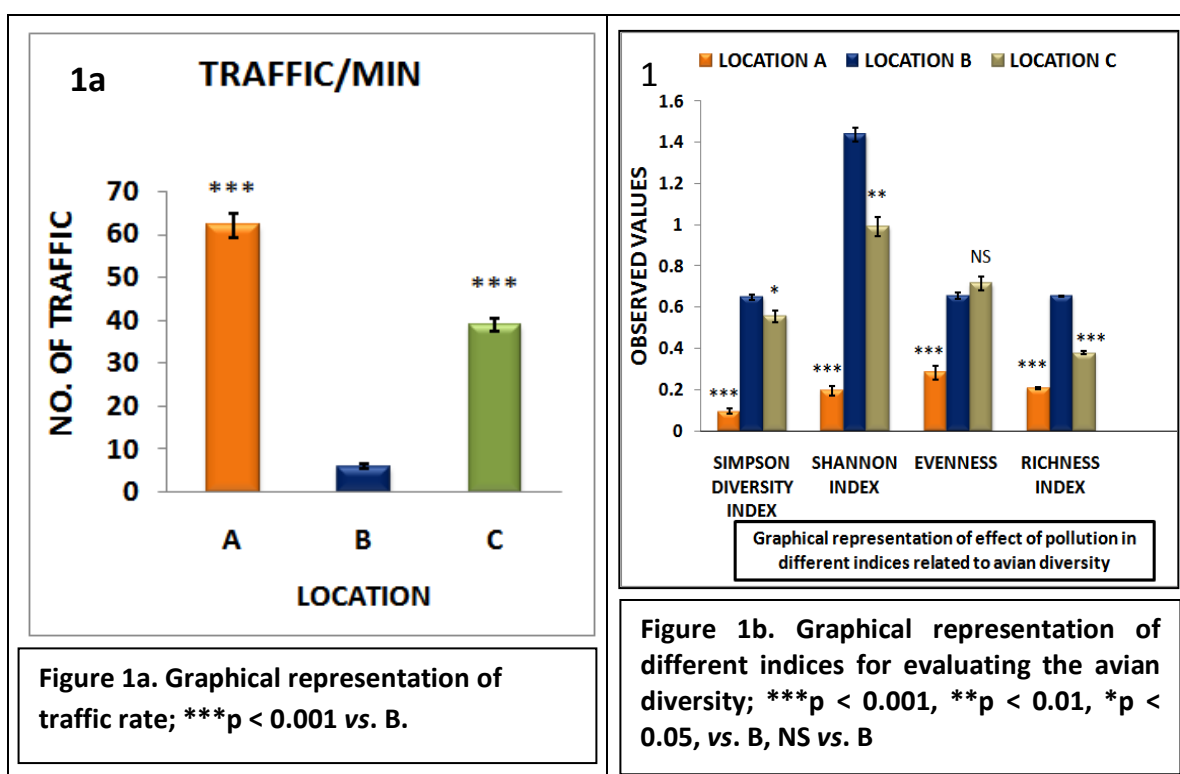 1a
TRAFFIC/MIN
NO. OF TRAFFIC
70
60
50
40
30
20
10
0
***
***
A B C
LOCATION
Figure 1a. Graphical representation of
traffic rate; ***p < 0.001 vs. B.
LOCATION A LOCATION B LOCATION C
1
OBSERVED VALUES
1.6
1.4
1.2
1
0.8
0.6
0.4
0.2
0
***
*
***
**
***
NS
***
***
SIMPSON
DIVERSITY
INDEX
SHANNON
INDEX
EVENNESS
RICHNESS
INDEX
Graphical representation of effect of pollution in
different indices related to avian diversity
Figure 1b. Graphical representation of
different indices for evaluating the avian
diversity; ***p < 0.001, **p < 0.01, *p <
0.05, vs. B, NS vs. B